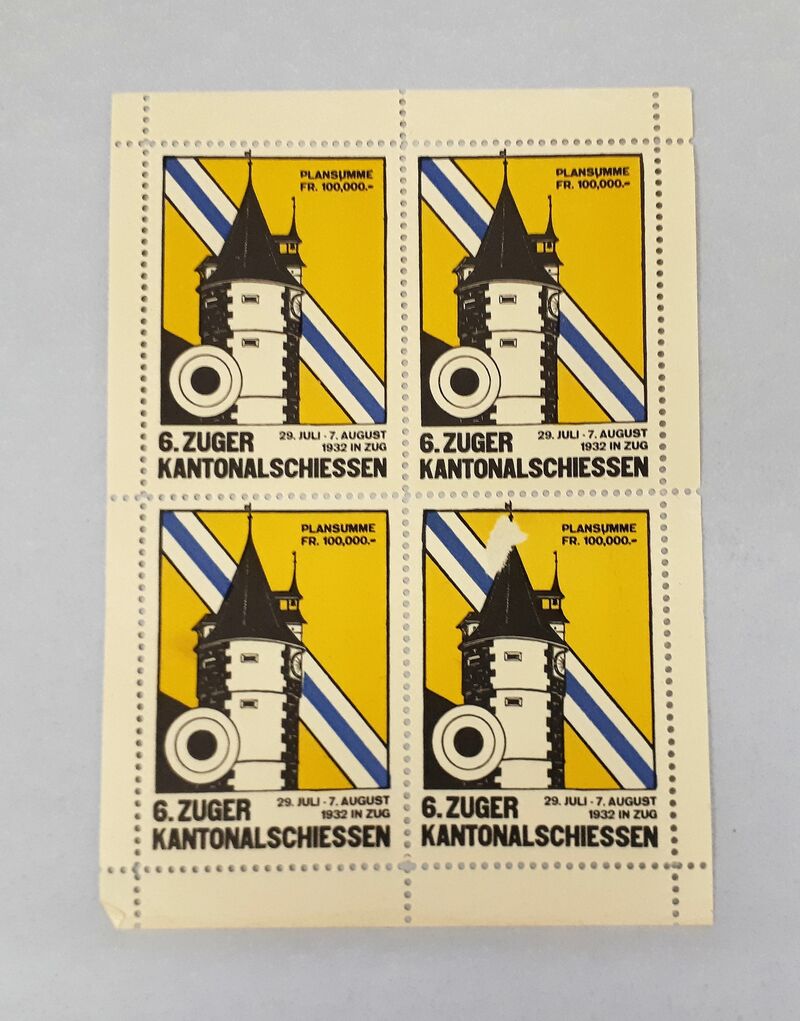 PLANSUMME
FR. 100,000.-
6. ZUGER
29. JULI - 7. AUGUST
1932 IN ZUG
KANTONALSCHIESSEN
PLANSUMME
FR. 100,000.-
6. ZUGER
29. JULI - 7. AUGUST
1932 IN ZUG
KANTONALSCHIESSEN
PLANSUMME
FR. 100,000.-
6. ZUGER
29. JULI - 7. AUGUST
1932 IN ZUG
KANTONALSCHIESSEN
PLANSUMME
FR. 100,000.-
6. ZUGER
29. JULI - 7. AUGUST
1932 IN ZUG
KANTONALSCHIESSEN